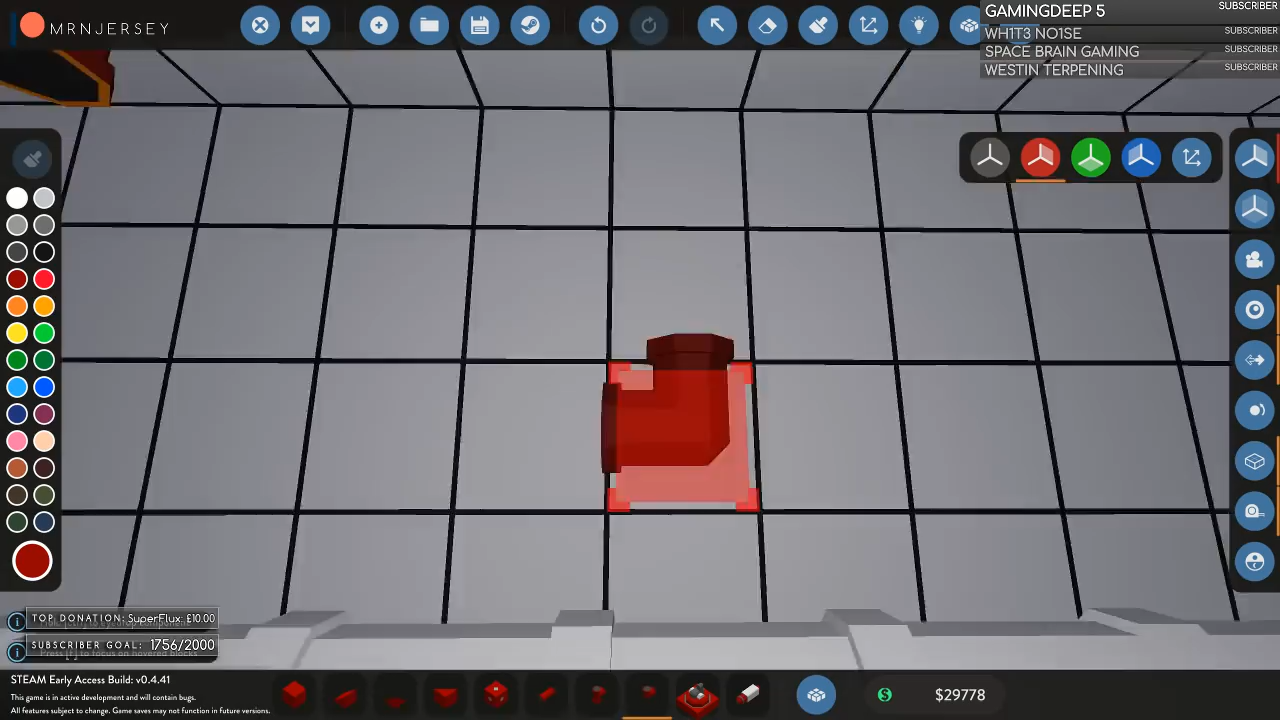 MRNJERSEY
GAMINGDEEP 5 SUBSCRIBER
WH1T3 NO1SE SUBSCRIBER
SPACE BRAIN GAMING SUBSCRIBER
WESTIN TERPENING SUBSCRIBER
TOP DONATION: SuperFlux: £10.00
SUBSCRIBER GOAL: 1756/2000
STEAM Early Access Build: v0.4.41
This game is in active development and will contain bugs.
All features subject to change. Game saves may not function in future versions.
$29778